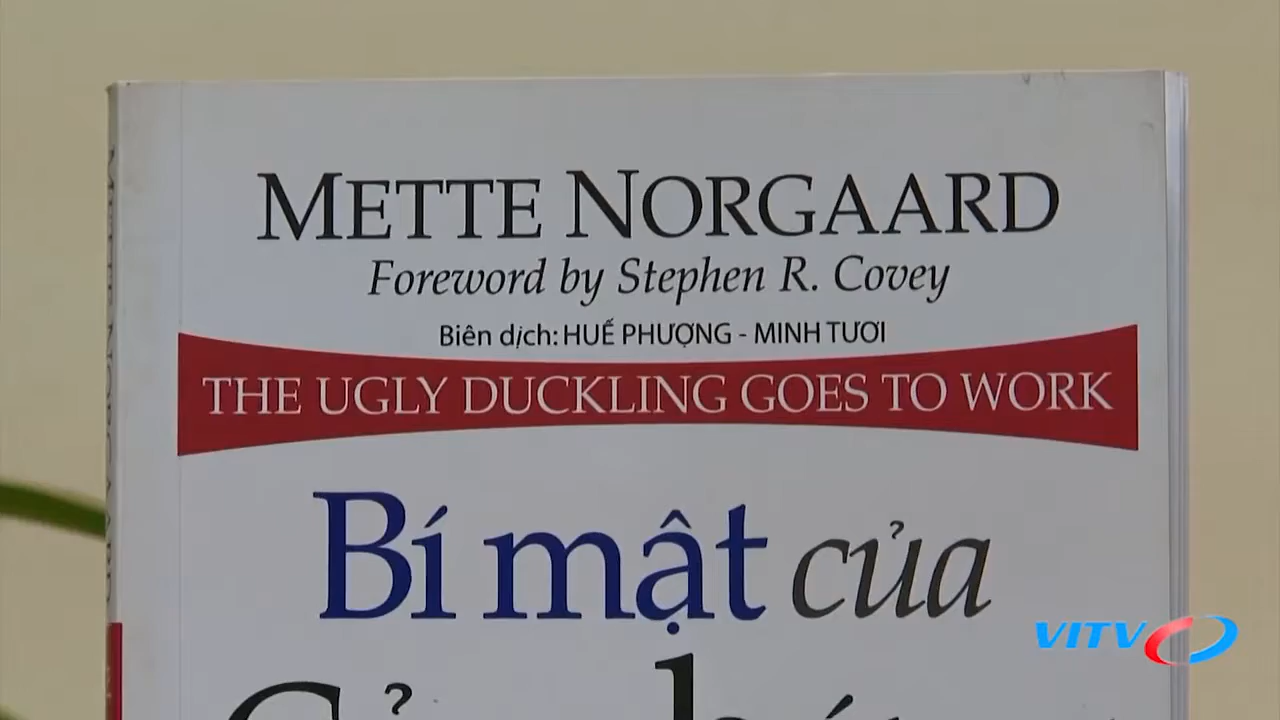 METTE NORGAARD
Foreword by Stephen R. Covey
Biên dịch: HUẾ PHƯỢNG - MINH TƯƠI
THE UGLY DUCKLING GOES TO WORK
Bí mật của
VITV